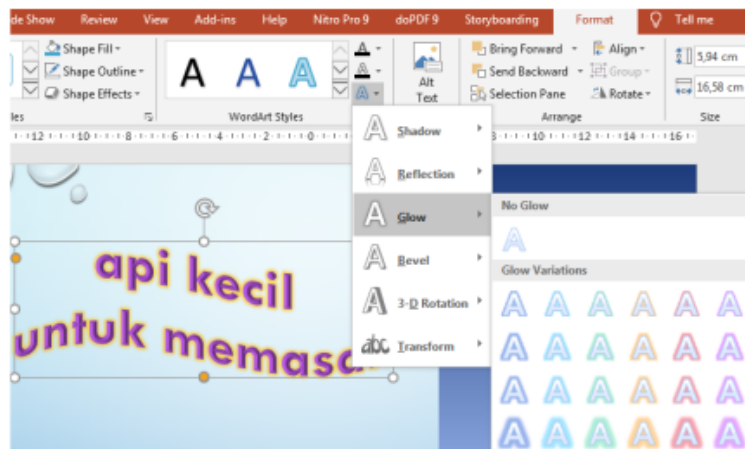 de Show Review View Add-ins Help Nitro Pro 9 doPDF 9 Storyboarding Format Tell me
Shape Fill
Shape Outline
Shape Effects
A A A
A
A
A
Alt
Text
Bring Forward Align
Send Backward Group
Selection Pane Rotate
5,94 cm
16,58 cm
les WordArt Styles Arrange Size
12 10 8 6 4 2 0 8 10 12 14 16
A Shadow
A Reflection
A Glow
A Bevel
A 3-D Rotation
abc Transform
No Glow
A
Glow Variations
A A A A A A
A A A A A A
A A A A A A
A A A A A A
api kecil
untuk